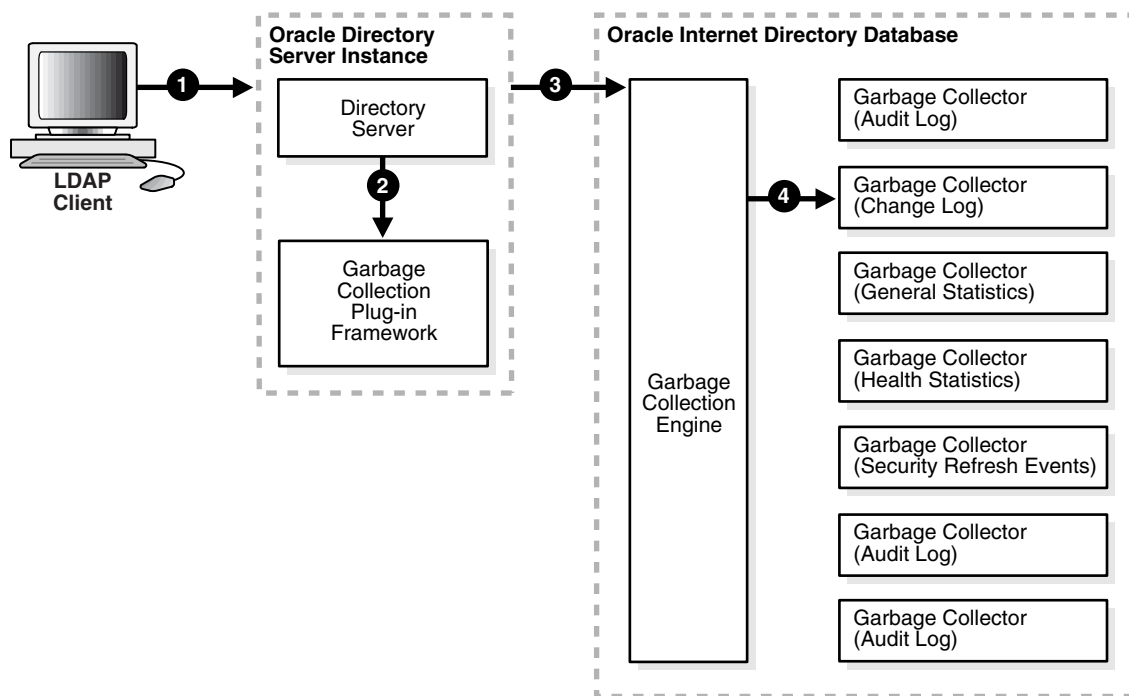 LDAP
Client
1
Oracle Directory
Server Instance
Directory
Server
2
Garbage
Collection
Plug-in
Framework
3
Oracle Internet Directory Database
Garbage
Collection
Engine
4
Garbage Collector
(Audit Log)
Garbage Collector
(Change Log)
Garbage Collector
(General Statistics)
Garbage Collector
(Health Statistics)
Garbage Collector
(Security Refresh Events)
Garbage Collector
(Audit Log)
Garbage Collector
(Audit Log)